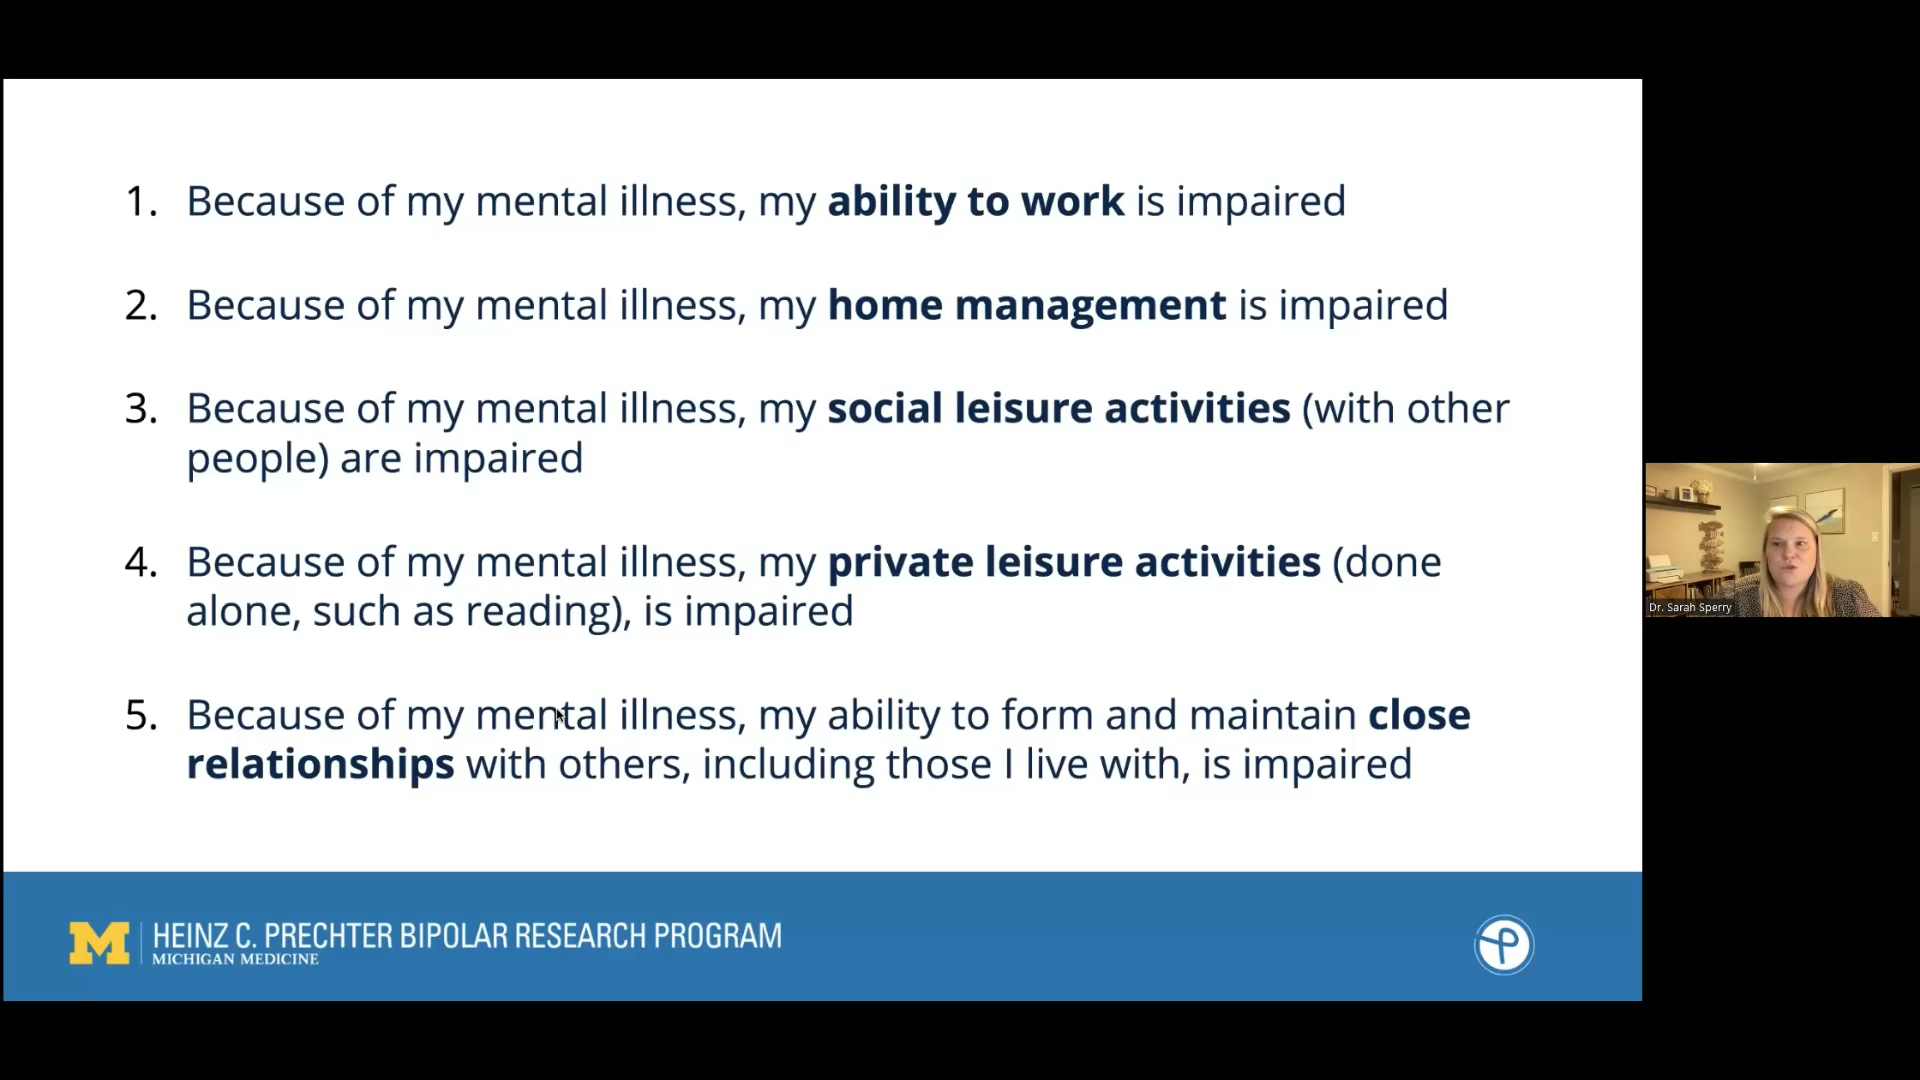 1. Because of my mental illness, my ability to work is impaired
2. Because of my mental illness, my home management is impaired
3. Because of my mental illness, my social leisure activities (with other
people) are impaired
4. Because of my mental illness, my private leisure activities (done
alone, such as reading), is impaired
5. Because of my mental illness, my ability to form and maintain close
relationships with others, including those I live with, is impaired
Dr. Sarah Sperry
M HEINZ C. PRECHTER BIPOLAR RESEARCH PROGRAM
MICHIGAN MEDICINE
P